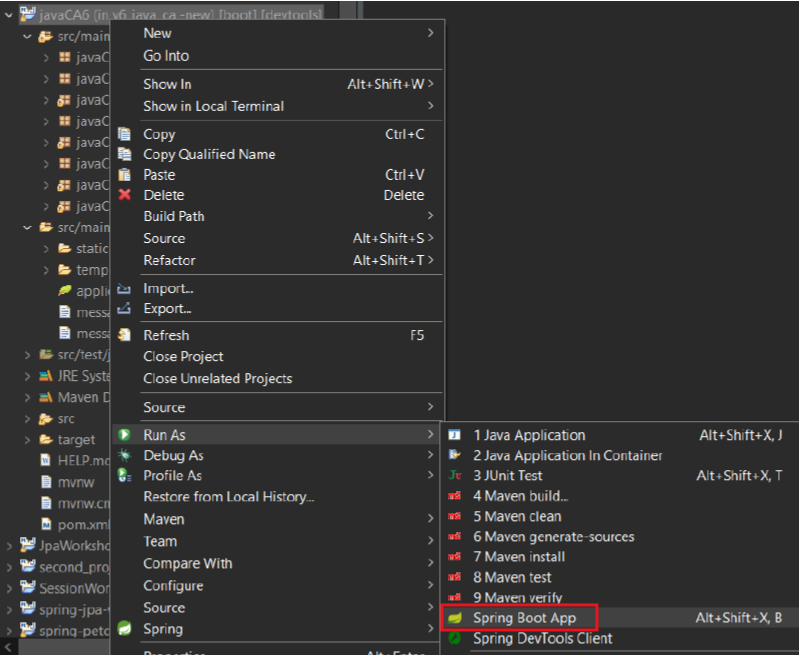 javaCA6 (in v6_java_ca -new) [boot] [devtools]
src/main
javaC
javaC
javaC
javaC
javaC
javaC
javaC
javaC
src/main
static
temp
applic
messa
messa
src/test/j
JRE Syste
Maven D
src
target
HELP.md
mvnw
mvnw.cm
pom.xml
JpaWorksho
second_proj
SessionWor
spring-jpa-
spring-petc
New
Go Into
Show In Alt+Shift+W
Show in Local Terminal
Copy Ctrl+C
Copy Qualified Name
Paste Ctrl+V
Delete Delete
Build Path
Source Alt+Shift+S
Refactor Alt+Shift+T
Import...
Export...
Refresh F5
Close Project
Close Unrelated Projects
Source
Run As
Debug As
Profile As
Restore from Local History...
Maven
Team
Compare With
Configure
Source
Spring
Properties Alt+Enter
1 Java Application Alt+Shift+X, J
2 Java Application In Container
3 JUnit Test Alt+Shift+X, T
4 Maven build...
5 Maven clean
6 Maven generate-sources
7 Maven install
8 Maven test
9 Maven verify
Spring Boot App Alt+Shift+X, B
Spring DevTools Client